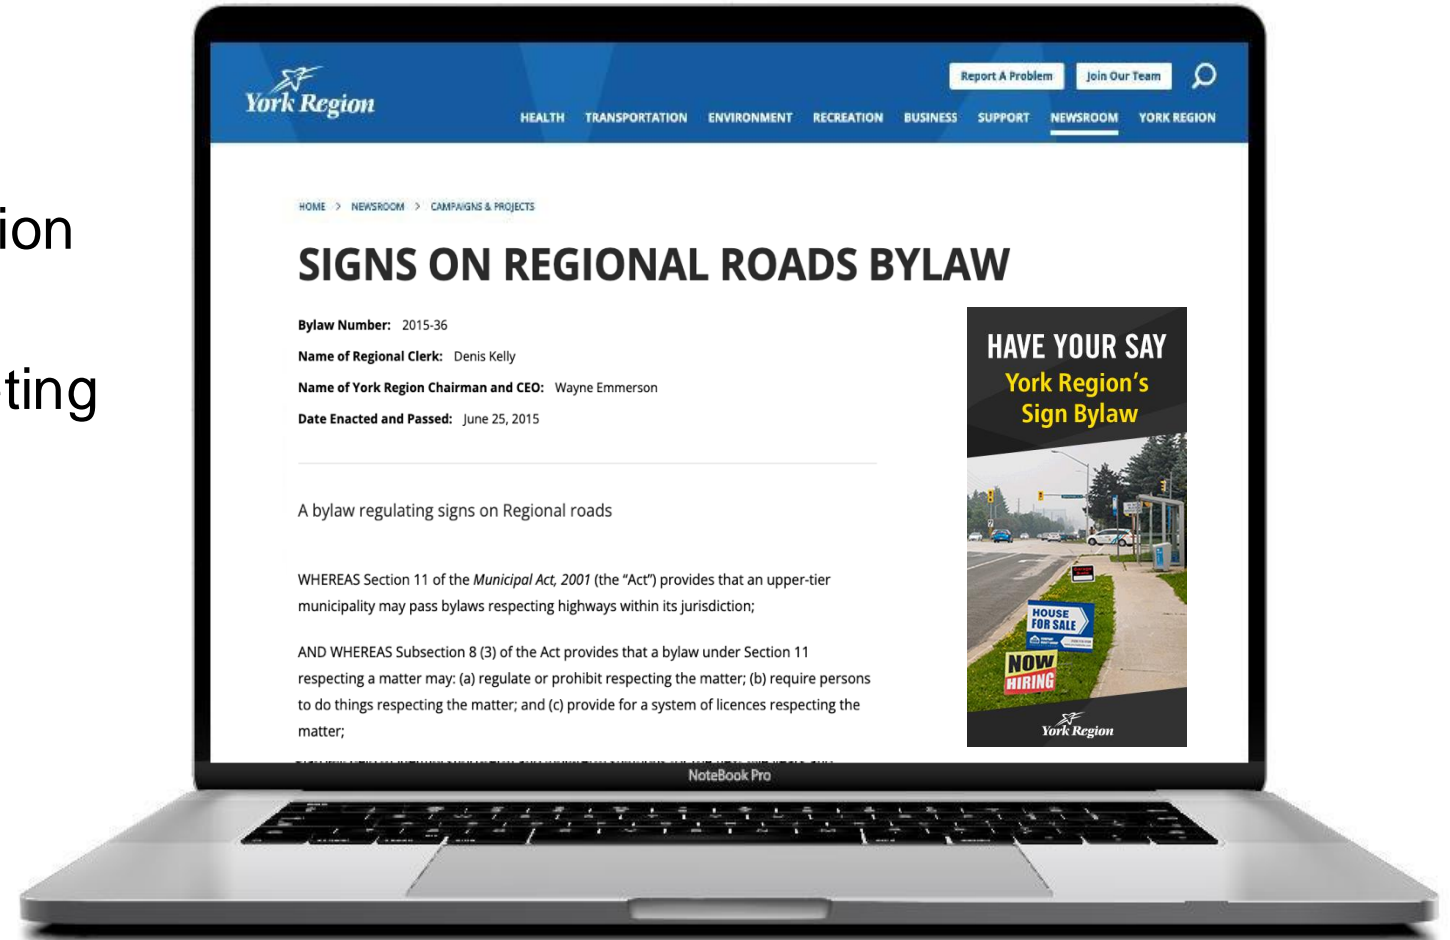 ion
ting
York Region
Report A Problem
Join Our Team
HEALTH TRANSPORTATION ENVIRONMENT RECREATION BUSINESS SUPPORT NEWSROOM YORK REGION
HOME > NEWSROOM > CAMPAIGNS & PROJECTS
SIGNS ON REGIONAL ROADS BYLAW
Bylaw Number: 2015-36
Name of Regional Clerk: Denis Kelly
Name of York Region Chairman and CEO: Wayne Emmerson
Date Enacted and Passed: June 25, 2015
A bylaw regulating signs on Regional roads
WHEREAS Section 11 of the Municipal Act, 2001 (the “Act”) provides that an upper-tier
municipality may pass bylaws respecting highways within its jurisdiction;
AND WHEREAS Subsection 8 (3) of the Act provides that a bylaw under Section 11
respecting a matter may: (a) regulate or prohibit respecting the matter; (b) require persons
to do things respecting the matter; and (c) provide for a system of licences respecting the
matter;
HAVE YOUR SAY
York Region’s
Sign Bylaw
HOUSE
FOR SALE
NOW
HIRING
York Region
NoteBook Pro